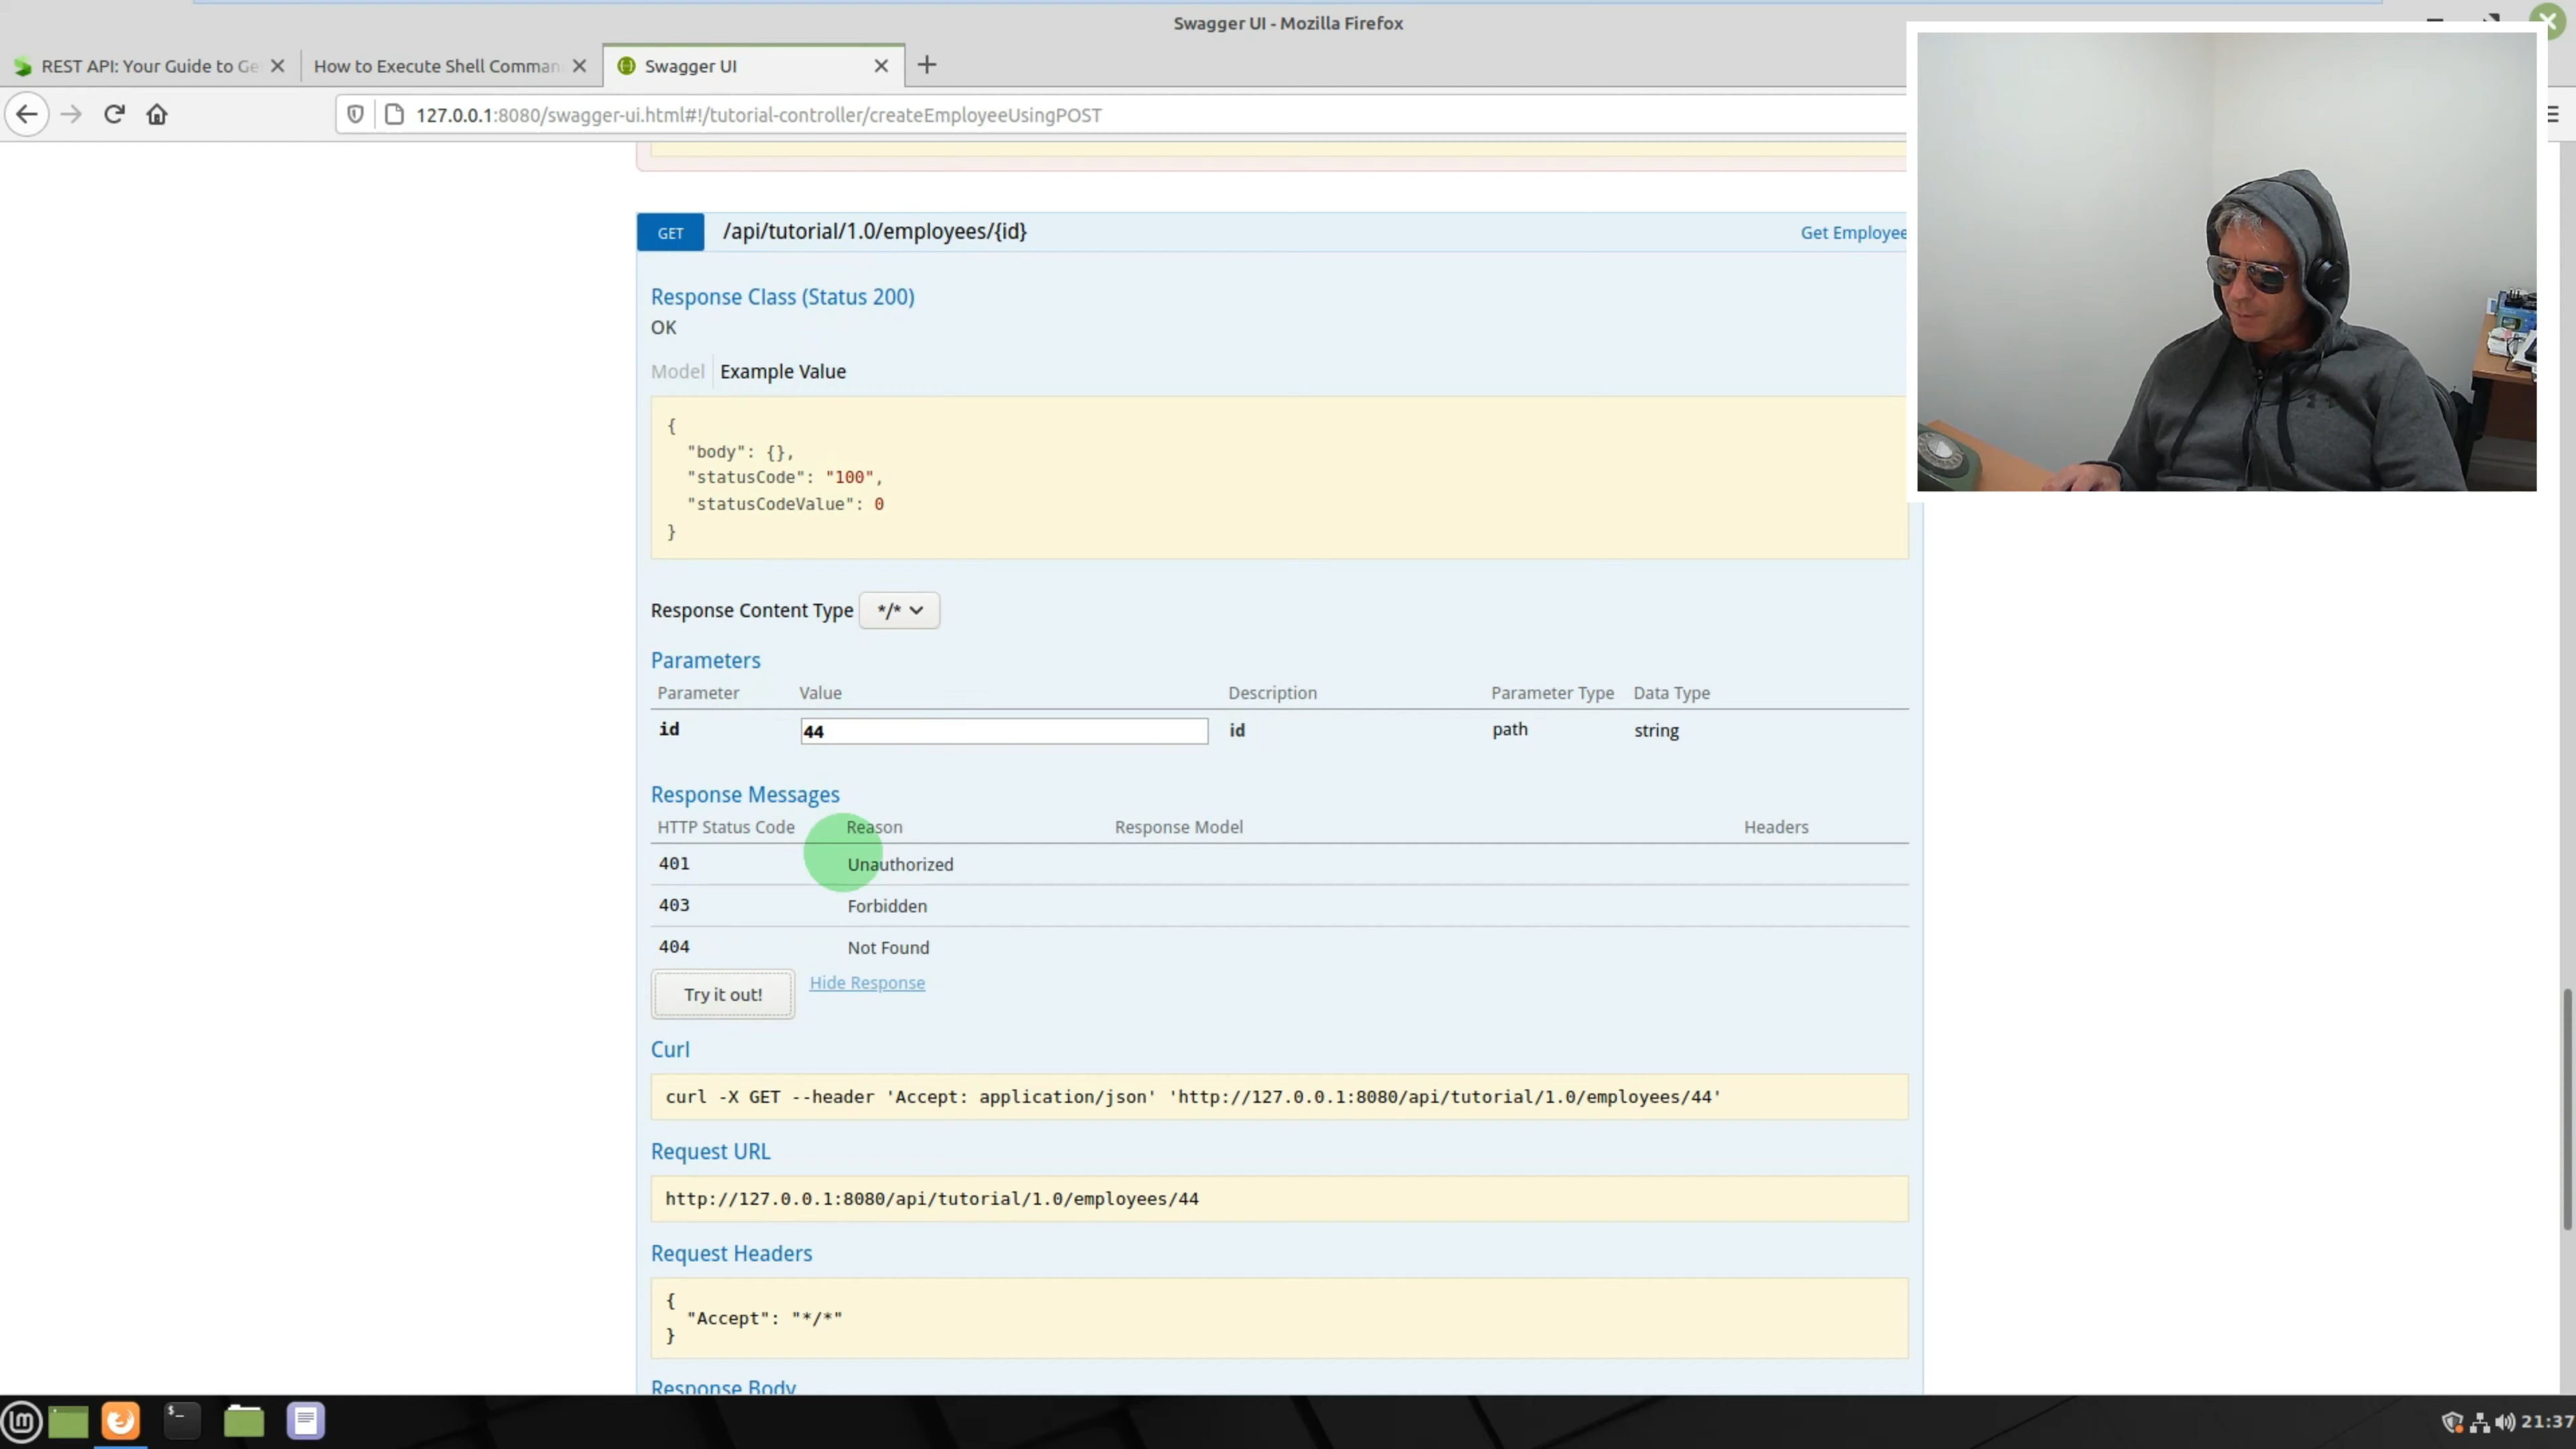 Swagger UI - Mozilla Firefox
REST API: Your Guide to Ge
How to Execute Shell Comman
Swagger UI
127.0.0.1:8080/swagger-ui.html#!/tutorial-controller/createEmployeeUsingPOST
GET /api/tutorial/1.0/employees/{id} Get Employee
Response Class (Status 200)
OK
Model Example Value
{
"body": {},
"statusCode": "100",
"statusCodeValue": 0
}
Response Content Type */*
Parameters
Parameter Value Description Parameter Type Data Type
id 44 id path string
Response Messages
HTTP Status Code Reason Response Model Headers
401 Unauthorized
403 Forbidden
404 Not Found
Try it out! Hide Response
Curl
curl -X GET --header 'Accept: application/json' 'http://127.0.0.1:8080/api/tutorial/1.0/employees/44'
Request URL
http://127.0.0.1:8080/api/tutorial/1.0/employees/44
Request Headers
{
"Accept": "*/*"
}
Response Body
21:37